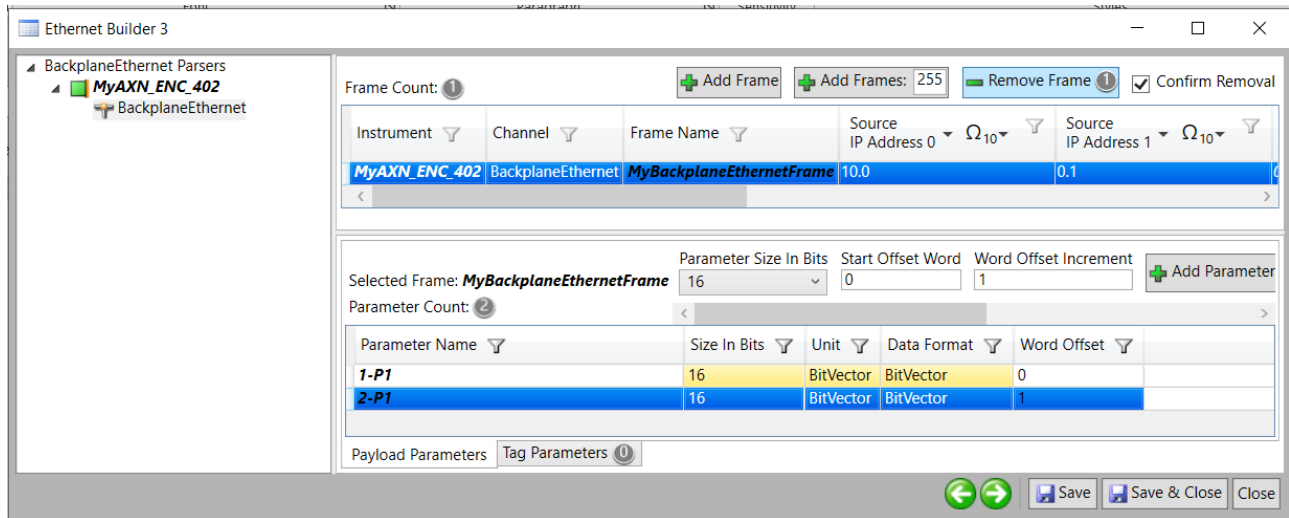 Font Paragraph Sensitivity Styles
Ethernet Builder 3
BackplaneEthernet Parsers
MyAXN_ENC_402
BackplaneEthernet
Frame Count: 1 Add Frame Add Frames: 255 Remove Frame 1 Confirm Removal
Instrument Channel Frame Name Source IP Address 0 Ω10 Source IP Address 1 Ω10
MyAXN_ENC_402 BackplaneEthernet MyBackplaneEthernetFrame 10.0 0.1
Parameter Size In Bits Start Offset Word Word Offset Increment
Selected Frame: MyBackplaneEthernetFrame 16 0 1 Add Parameter
Parameter Count: 2
Parameter Name Size In Bits Unit Data Format Word Offset
1-P1 16 BitVector BitVector 0
2-P1 16 BitVector BitVector 1
Payload Parameters Tag Parameters 0
Save Save & Close Close